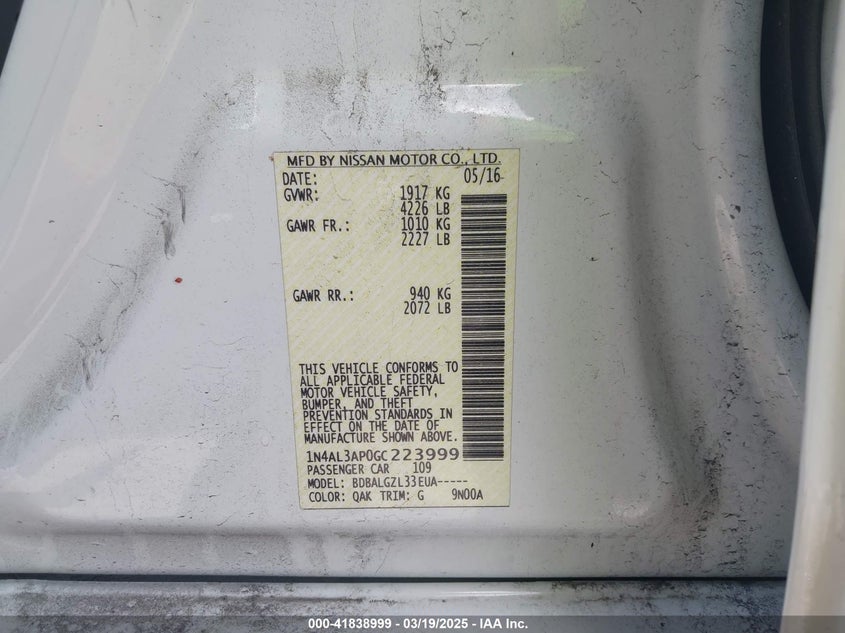 MFD BY NISSAN MOTOR CO., LTD.
DATE: 05/16
GVWR: 1917 KG
4226 LB
GAWR FR.: 1010 KG
2227 LB
GAWR RR.: 940 KG
2072 LB
THIS VEHICLE CONFORMS TO
ALL APPLICABLE FEDERAL
MOTOR VEHICLE SAFETY,
BUMPER, AND THEFT
PREVENTION STANDARDS IN
EFFECT ON THE DATE OF
MANUFACTURE SHOWN ABOVE.
1N4AL3AP0GC223999
PASSENGER CAR 109
MODEL: BDBALGZL33EUA-----
COLOR: QAK TRIM: G 9N00A
000-41838999 - 03/19/2025 - IAA Inc.